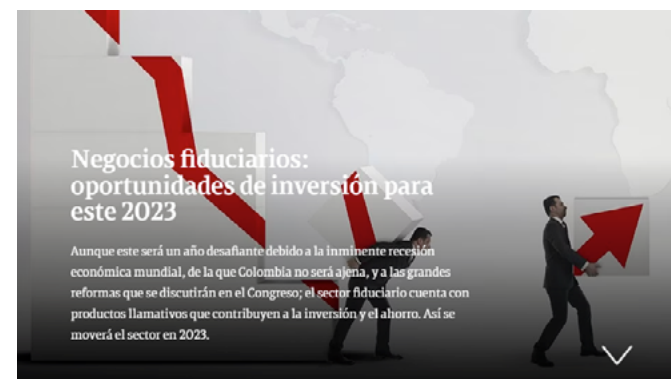 Negocios fiduciarios:
oportunidades de inversión para
este 2023
Aunque este será un año desafiante debido a la inminente recesión
económica mundial, de la que Colombia no será ajena, y a las grandes
reformas que se discutirán en el Congreso; el sector fiduciario cuenta con
productos llamativos que contribuyen a la inversión y el ahorro. Así se
moverá el sector en 2023.